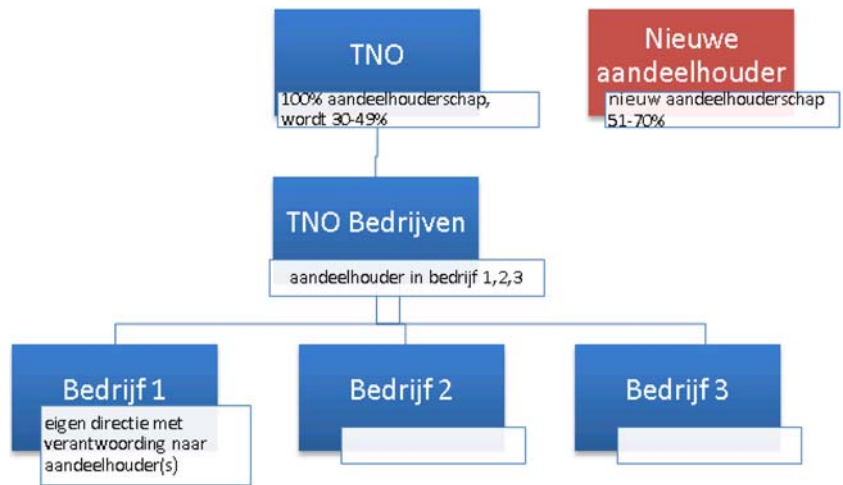 TNO
100% aandeelhouderschap,
wordt 30-49%
Nieuwe
aandeelhouder
nieuw aandeelhouderschap
51-70%
TNO Bedrijven
aandeelhouder in bedrijf 1,2,3
Bedrijf 1
eigen directie met
verantwoording naar
aandeelhouder(s)
Bedrijf 2
Bedrijf 3